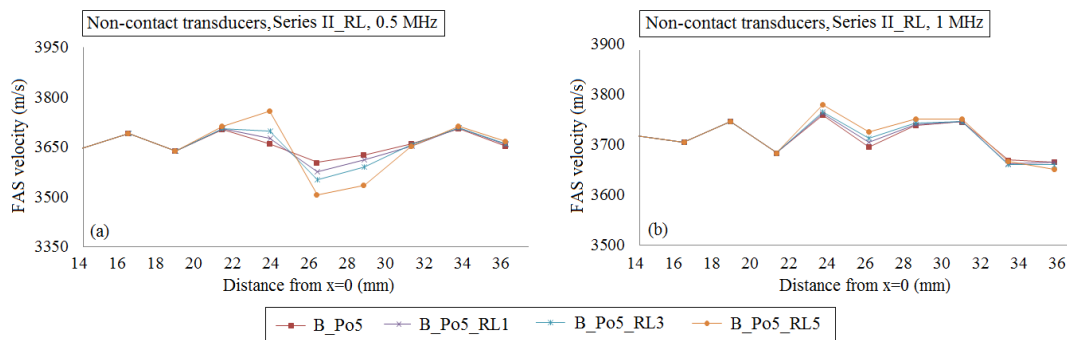 Non-contact transducers, Series II_RL, 0.5 MHz
FAS velocity (m/s)
3950
3800
3650
3500
3350
(a)
14 16 18 20 22 24 26 28 30 32 34 36
Distance from x=0 (mm)
Non-contact transducers, Series II_RL, 1 MHz
FAS velocity (m/s)
3900
3800
3700
3600
3500
(b)
14 16 18 20 22 24 26 28 30 32 34 36
Distance from x=0 (mm)
B_Po5 B_Po5_RL1 B_Po5_RL3 B_Po5_RL5